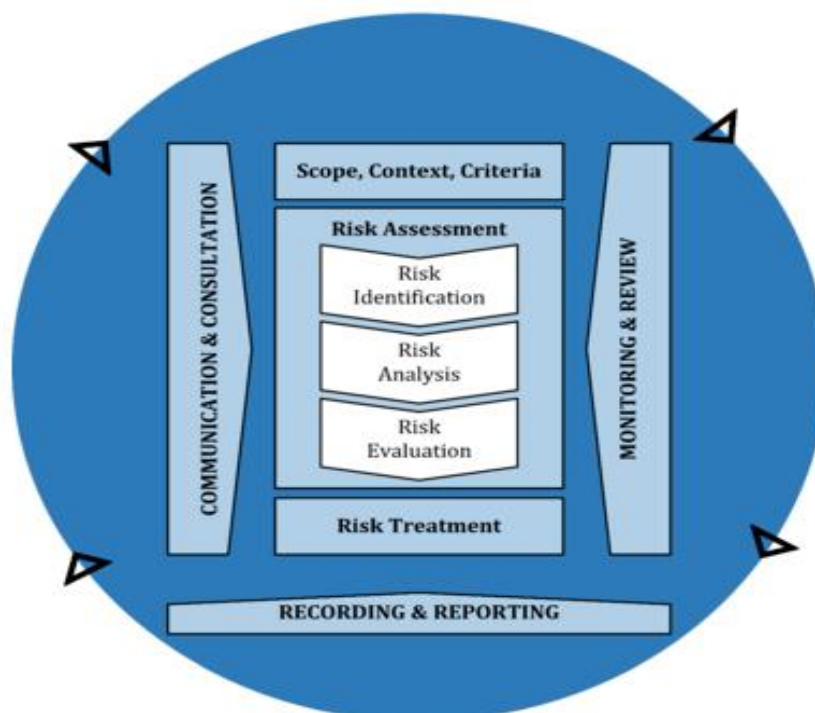 Scope, Context, Criteria
Risk Assessment
Risk
Identification
Risk
Analysis
Risk
Evaluation
Risk Treatment
COMMUNICATION & CONSULTATION
MONITORING & REVIEW
RECORDING & REPORTING